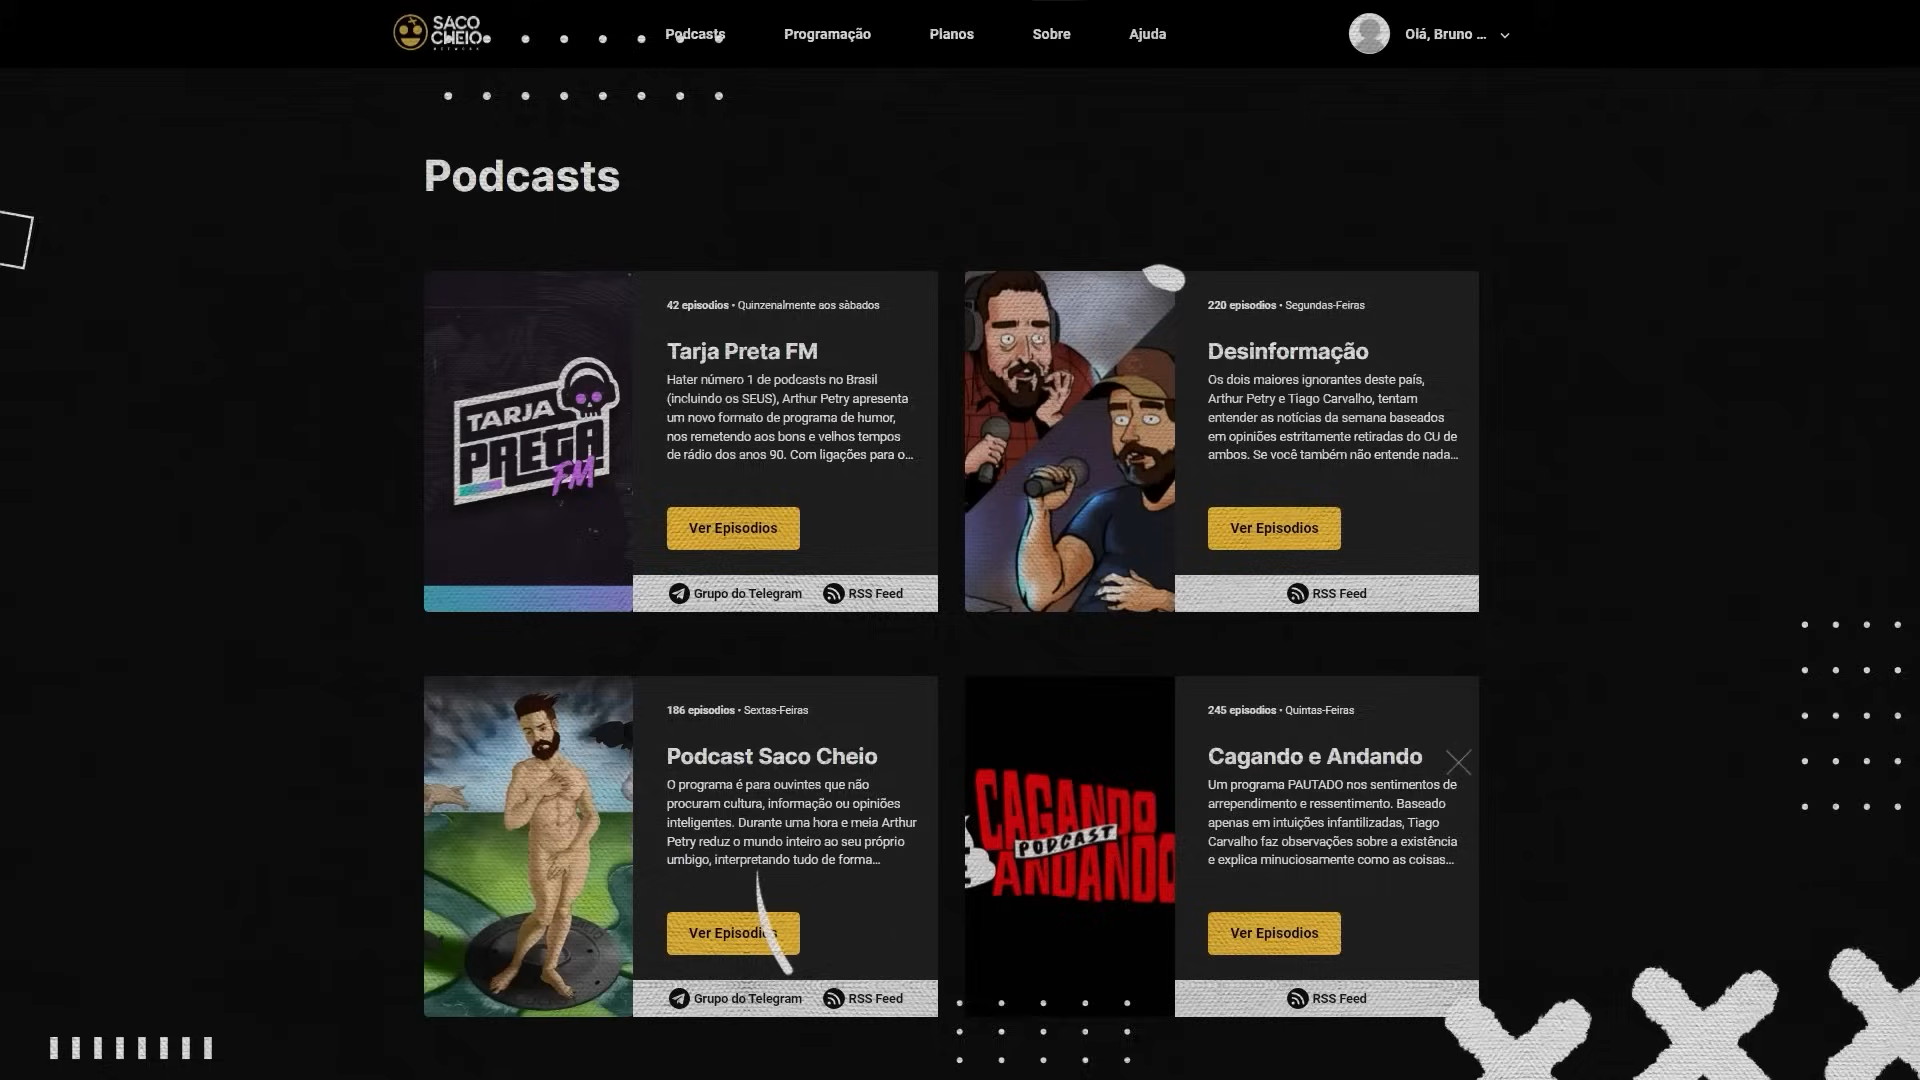 SACO
CHEIO
NETWORK
Podcasts
Programação
Planos
Sobre
Ajuda
Olá, Bruno ...
Podcasts
TARJA
PRETA
FM
42 episodios • Quinzenalmente aos sàbados
Tarja Preta FM
Hater número 1 de podcasts no Brasil
(incluindo os SEUS), Arthur Petry apresenta
um novo formato de programa de humor,
nos remetendo aos bons e velhos tempos
de rádio dos anos 90. Com ligações para o...
Ver Episodios
Grupo do Telegram
RSS Feed
220 episodios • Segundas-Feiras
Desinformação
Os dois maiores ignorantes deste país,
Arthur Petry e Tiago Carvalho, tentam
entender as notícias da semana baseados
em opiniões estritamente retiradas do CU de
ambos. Se você também não entende nada...
Ver Episodios
RSS Feed
186 episodios • Sextas-Feiras
Podcast Saco Cheio
O programa é para ouvintes que não
procuram cultura, informação ou opiniões
inteligentes. Durante uma hora e meia Arthur
Petry reduz o mundo inteiro ao seu próprio
umbigo, interpretando tudo de forma...
Ver Episodios
Grupo do Telegram
RSS Feed
CAGANDO
PODCAST
ANDANDO
245 episodios • Quintas-Feiras
Cagando e Andando
Um programa PAUTADO nos sentimentos de
arrependimento e ressentimento. Baseado
apenas em intuições infantilizadas, Tiago
Carvalho faz observações sobre a existência
e explica minuciosamente como as coisas...
Ver Episodios
RSS Feed